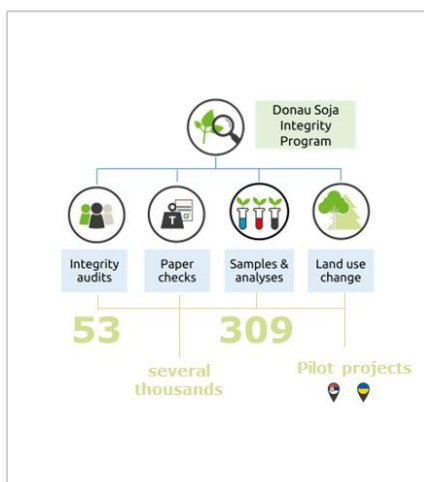 Donau Soja
Integrity
Program
Integrity
audits
Paper
checks
Samples &
analyses
Land use
change
53
several
thousands
309
Pilot projects
T